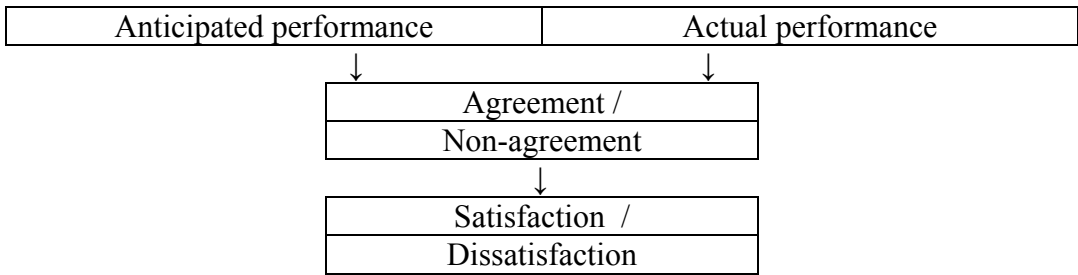 Anticipated performance Actual performance
↓ ↓
Agreement /
Non-agreement
↓
Satisfaction /
Dissatisfaction